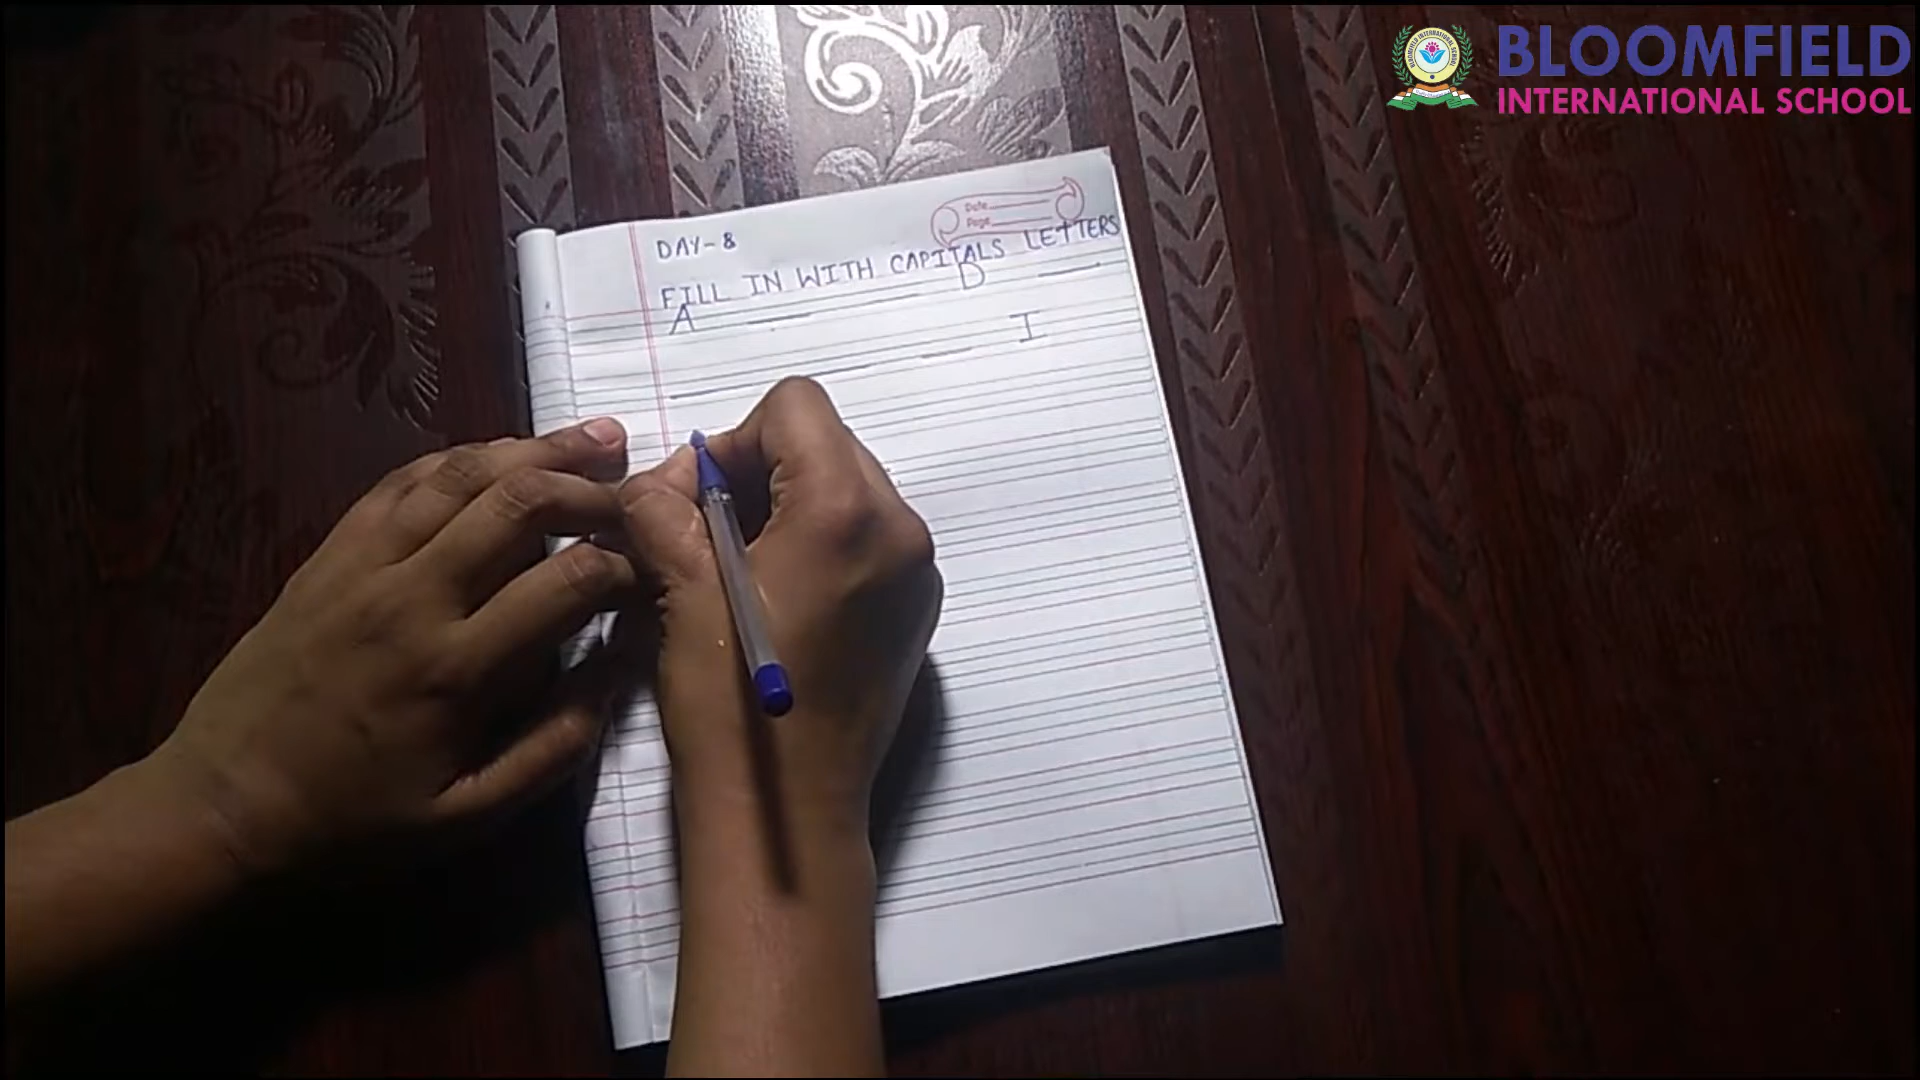 BLOOMFIELD
INTERNATIONAL SCHOOL
Date
Page
DAY-8
FILL IN WITH CAPITALS LETTERS
A D
I